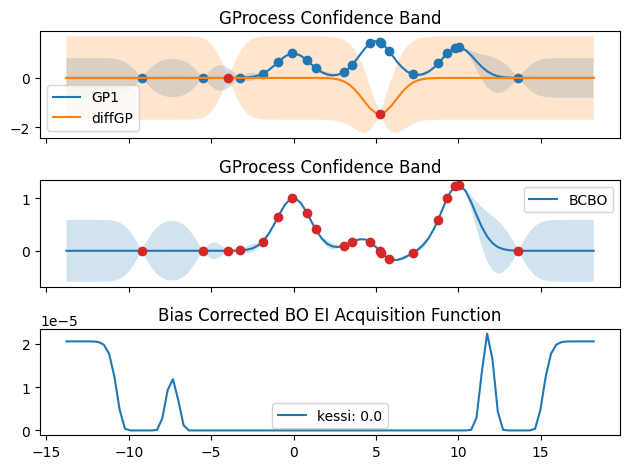 GProcess Confidence Band
0
−2
GP1
diffGP
GProcess Confidence Band
1
0
BCBO
Bias Corrected BO EI Acquisition Function
1e−5
2
1
0
kessi: 0.0
−15 −10 −5 0 5 10 15